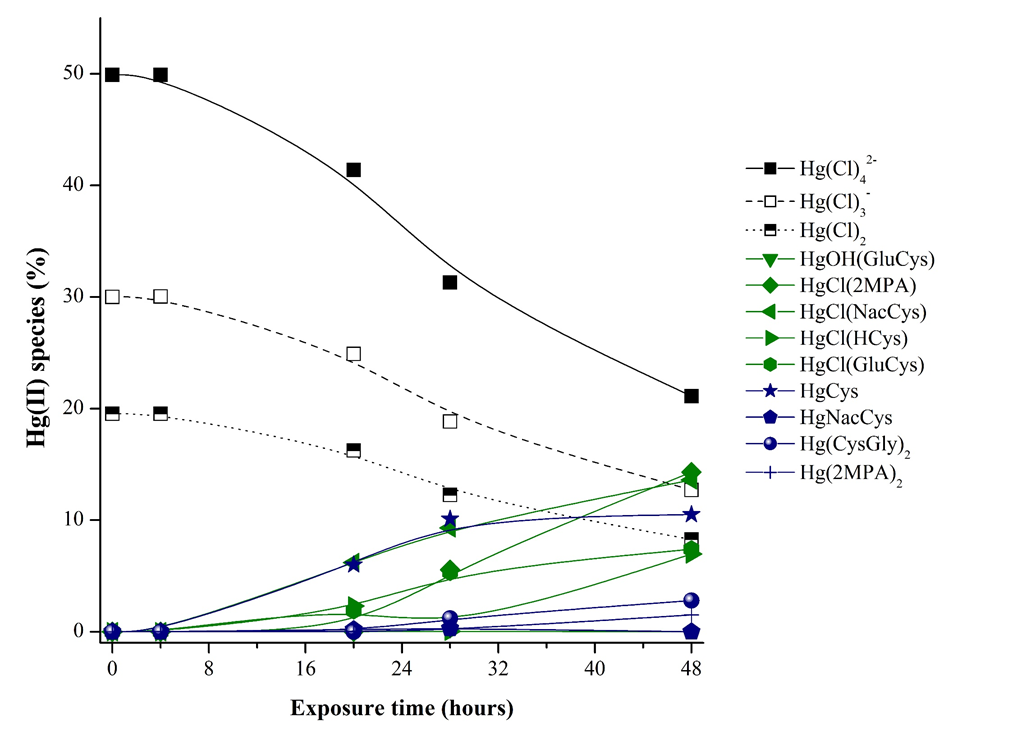 50
40
30
20
10
0
Hg(II) species (%)
0 8 16 24 32 40 48
Exposure time (hours)
Hg(Cl)₄²⁻
Hg(Cl)₃⁻
Hg(Cl)₂
HgOH(GluCys)
HgCl(2MPA)
HgCl(NacCys)
HgCl(HCys)
HgCl(GluCys)
HgCys
HgNacCys
Hg(CysGly)₂
Hg(2MPA)₂